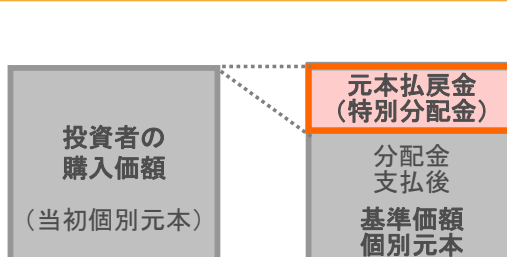 投資者の
購入価額
（当初個別元本）
元本払戻金
（特別分配金）
分配金
支払後
基準価額
個別元本